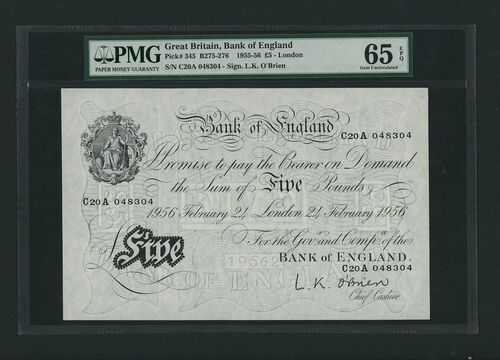 PMG
PAPER MONEY GUARANTY
Great Britain, Bank of England
Pick# 345 B275-276 1955-56 £5 - London
S/N C20A 048304 - Sign. L.K. O'Brien
65 EPQ
Gem Uncirculated
Bank of England
C20A 048304
Promise to pay the Bearer on Demand
the Sum of Five Pounds
C20A 048304
1956 February 24 London 24 February 1956
For the Gov.r and Comp.a of the
BANK OF ENGLAND.
£Five
C20A 048304
L. K. O'Brien
Chief Cashier.